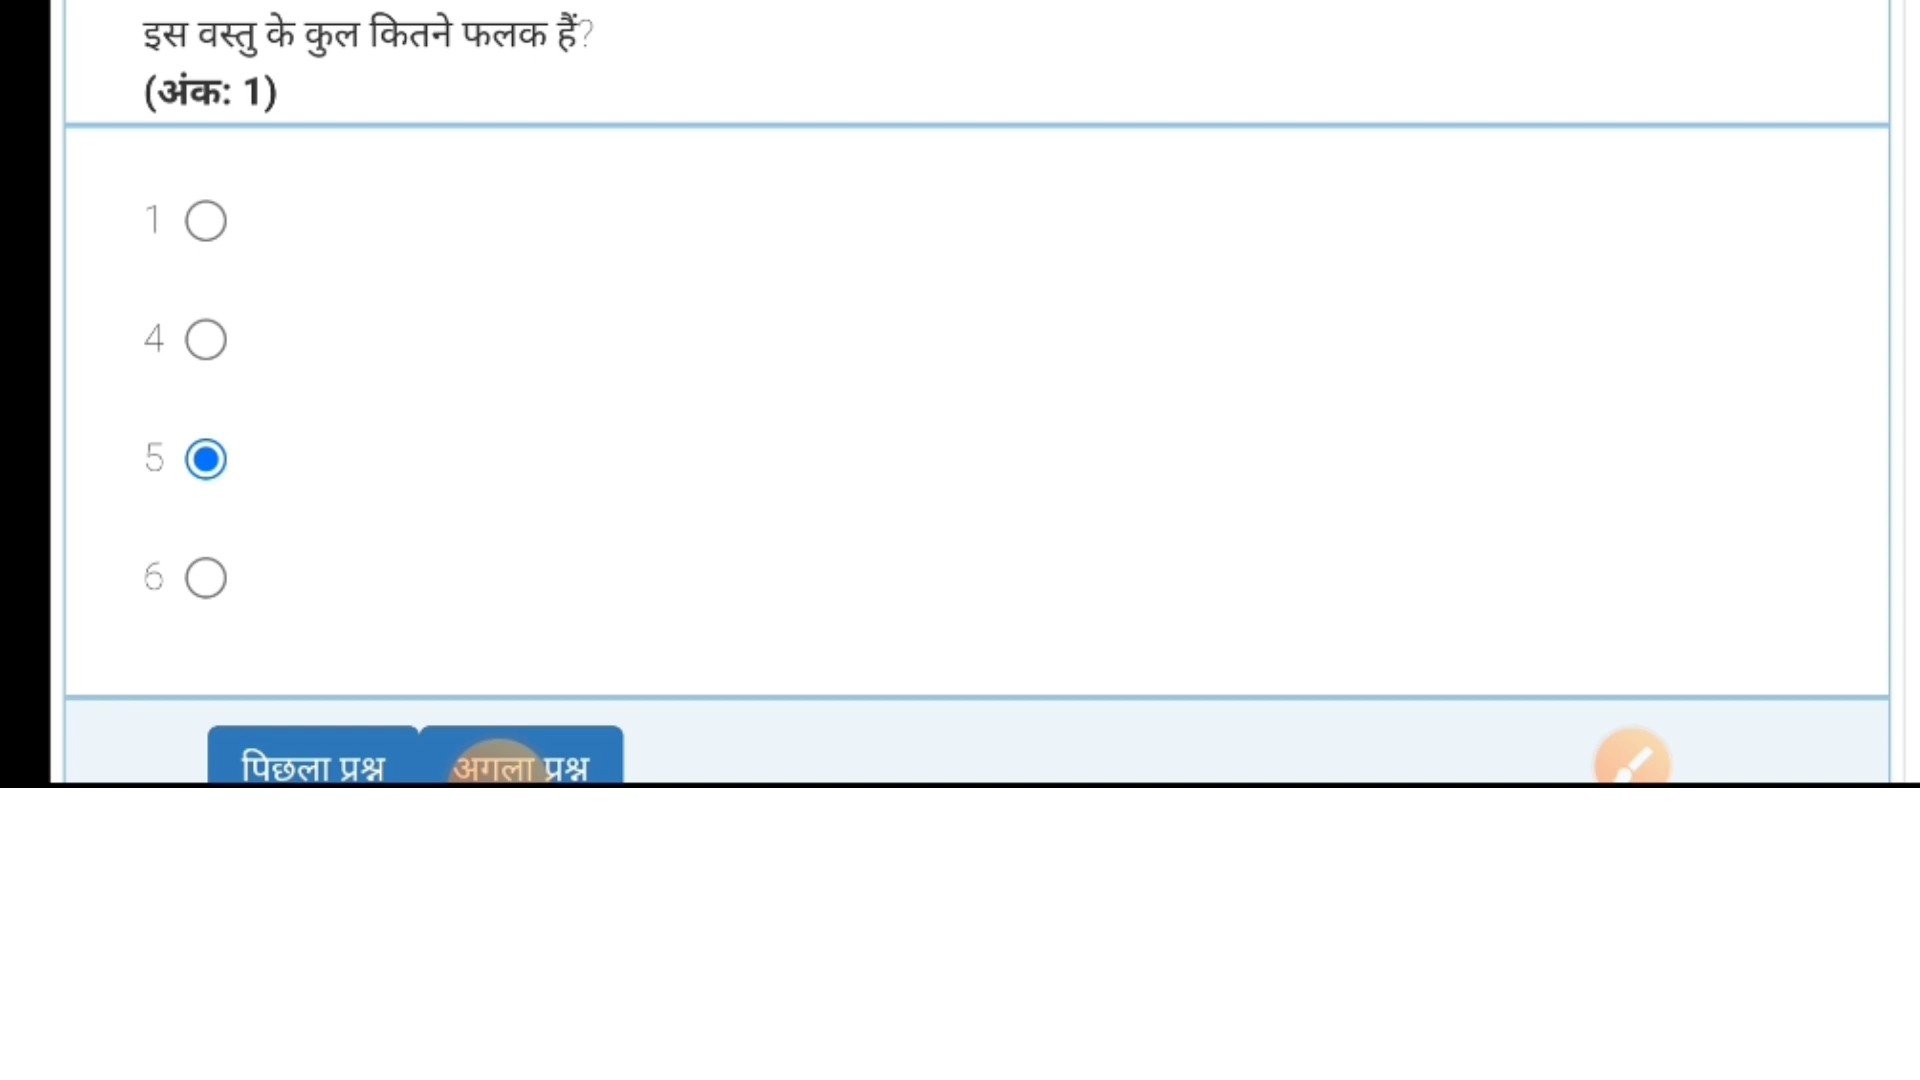 इस वस्तु के कुल कितने फलक हैं?
(अंक: 1)
1
4
5
6
पिछला प्रश्न अगला प्रश्न